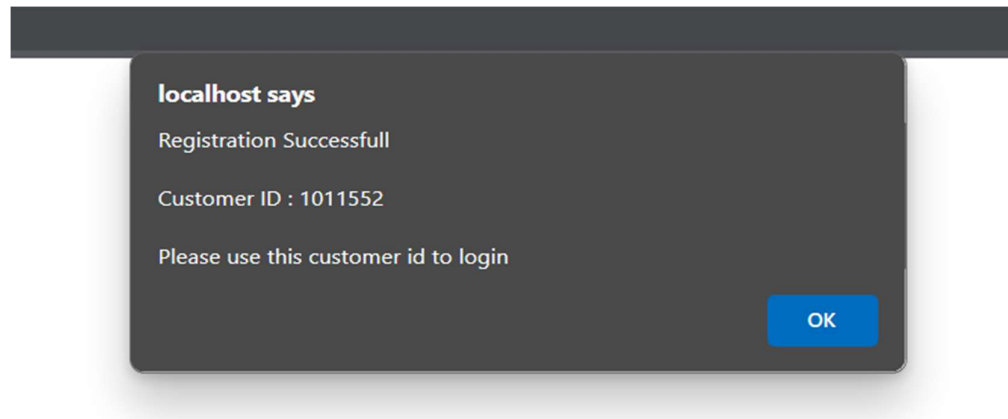 localhost says
Registration Successfull
Customer ID : 1011552
Please use this customer id to login
OK